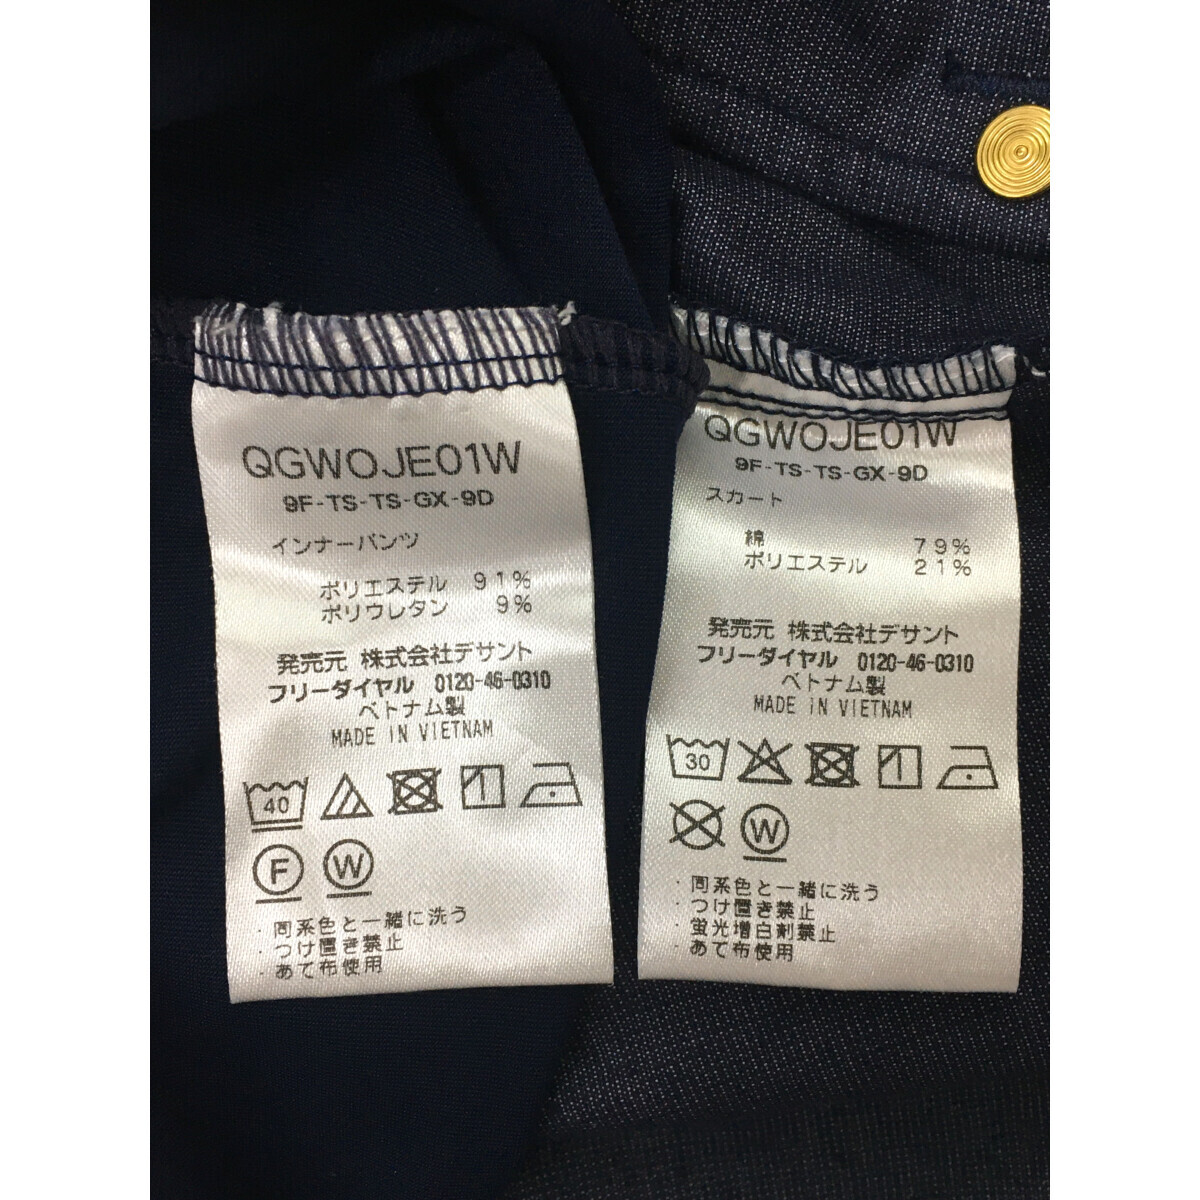 QGWOJE01W
9F-TS-TS-GX-9D
インナーパンツ
ポリエステル 91%
ポリウレタン 9%
発売元 株式会社デサント
フリーダイヤル 0120-46-0310
ベトナム製
MADE IN VIETNAM
40
F W
・同系色と一緒に洗う
・つけ置き禁止
・あて布使用
QGWOJE01W
9F-TS-TS-GX-9D
スカート
綿 79%
ポリエステル 21%
発売元 株式会社デサント
フリーダイヤル 0120-46-0310
ベトナム製
MADE IN VIETNAM
30
W
・同系色と一緒に洗う
・つけ置き禁止
・蛍光増白剤禁止
・あて布使用